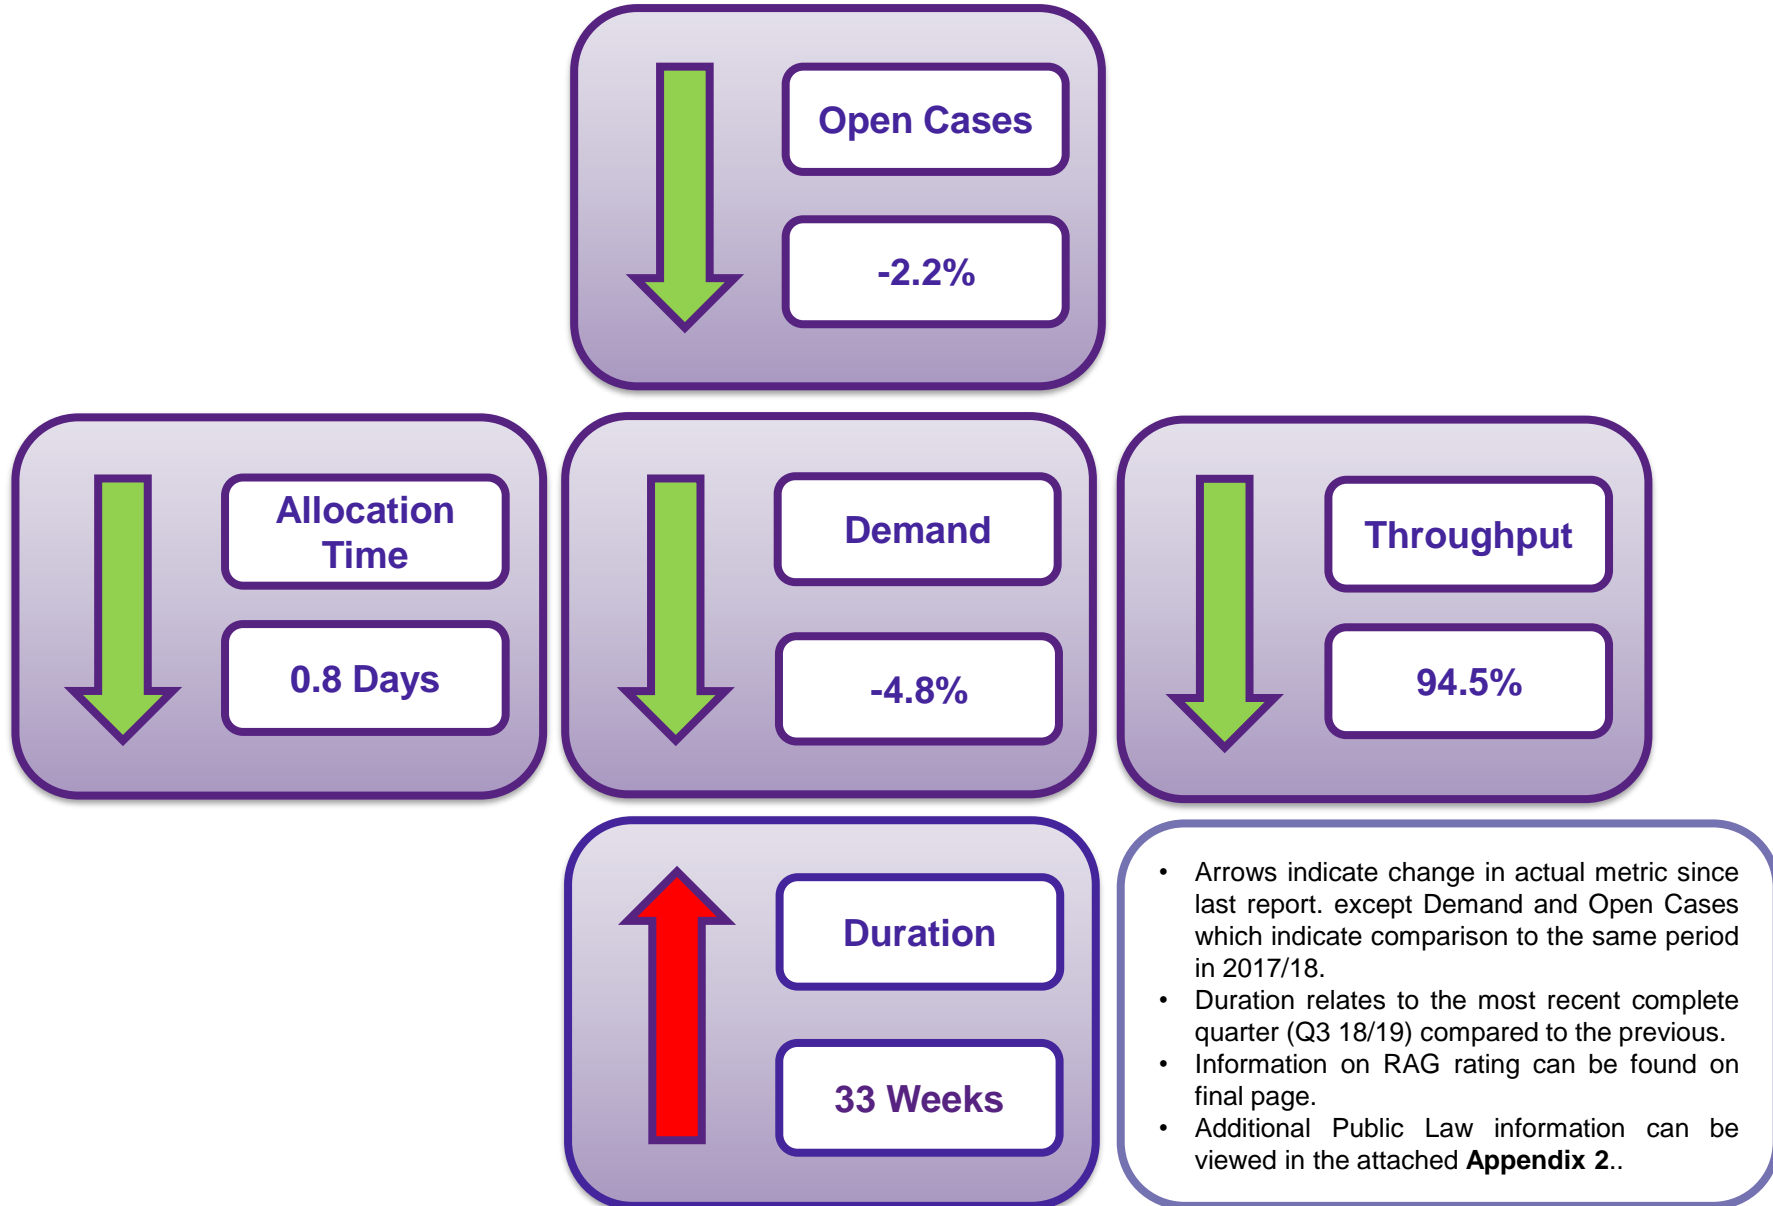 Open Cases
-2.2%
Allocation
Time
0.8 Days
Demand
-4.8%
Throughput
94.5%
Duration
33 Weeks
• Arrows indicate change in actual metric since
last report. except Demand and Open Cases
which indicate comparison to the same period
in 2017/18.
• Duration relates to the most recent complete
quarter (Q3 18/19) compared to the previous.
• Information on RAG rating can be found on
final page.
• Additional Public Law information can be
viewed in the attached Appendix 2..